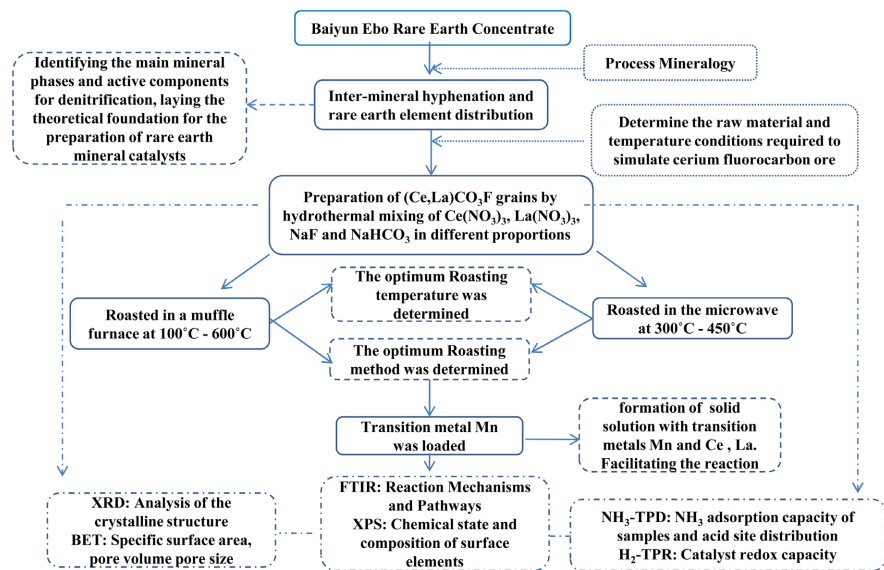 Baiyun Ebo Rare Earth Concentrate
Process Mineralogy
Identifying the main mineral
phases and active components
for denitrification, laying the
theoretical foundation for the
preparation of rare earth
mineral catalysts
Inter-mineral hyphenation and
rare earth element distribution
Determine the raw material and
temperature conditions required to
simulate cerium fluorocarbon ore
Preparation of (Ce,La)CO₃F grains by
hydrothermal mixing of Ce(NO₃)₃, La(NO₃)₃,
NaF and NaHCO₃ in different proportions
Roasted in a muffle
furnace at 100˚C - 600˚C
The optimum Roasting
temperature was
determined
Roasted in the microwave
at 300˚C - 450˚C
The optimum Roasting
method was determined
Transition metal Mn
was loaded
formation of solid
solution with transition
metals Mn and Ce , La.
Facilitating the reaction
XRD: Analysis of the
crystalline structure
BET: Specific surface area,
pore volume pore size
FTIR: Reaction Mechanisms
and Pathways
XPS: Chemical state and
composition of surface
elements
NH₃-TPD: NH₃ adsorption capacity of
samples and acid site distribution
H₂-TPR: Catalyst redox capacity